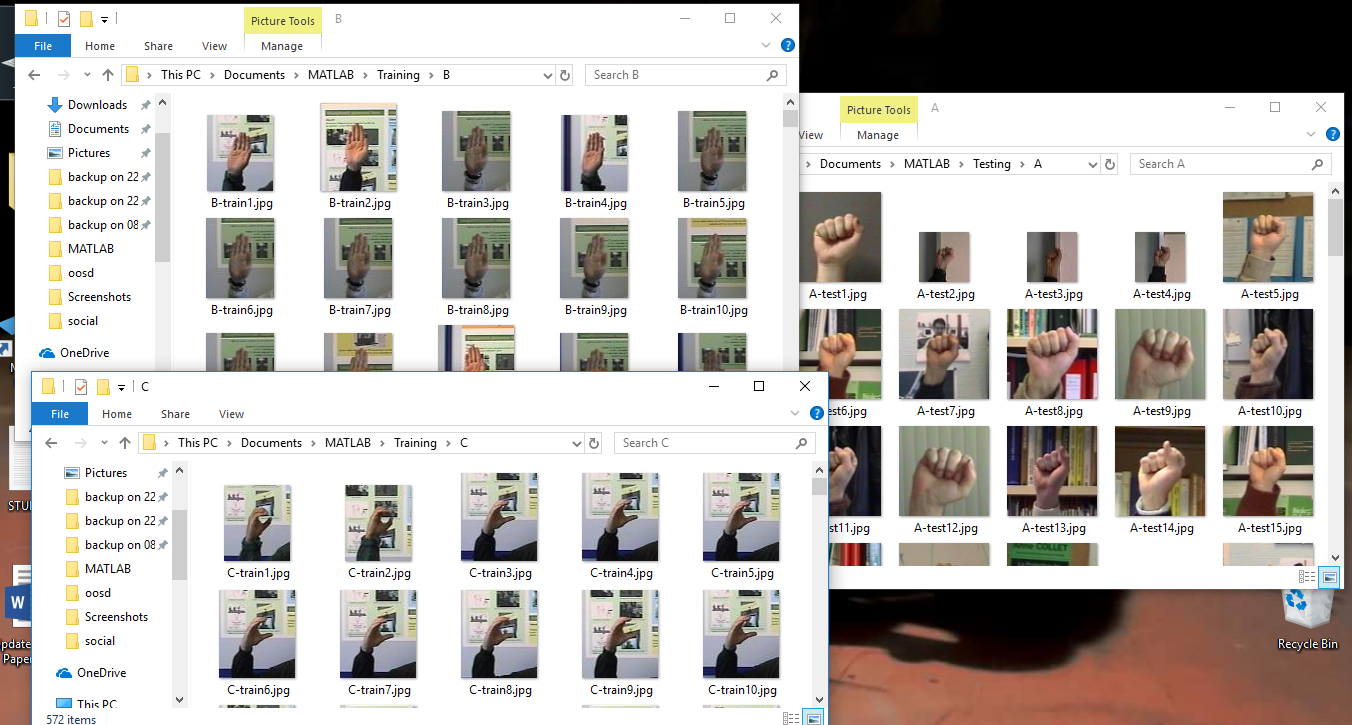 Picture Tools B
File Home Share View Manage
This PC Documents MATLAB Training B Search B
Downloads
Documents
Pictures
backup on 22
backup on 22
backup on 08
MATLAB
oosd
Screenshots
social
OneDrive
B-train1.jpg B-train2.jpg B-train3.jpg B-train4.jpg B-train5.jpg
B-train6.jpg B-train7.jpg B-train8.jpg B-train9.jpg B-train10.jpg
Picture Tools A
View Manage
Documents MATLAB Testing A Search A
A-test1.jpg A-test2.jpg A-test3.jpg A-test4.jpg A-test5.jpg
est6.jpg A-test7.jpg A-test8.jpg A-test9.jpg A-test10.jpg
st11.jpg A-test12.jpg A-test13.jpg A-test14.jpg A-test15.jpg
Anne COLLET
C
File Home Share View
This PC Documents MATLAB Training C Search C
Pictures
backup on 22
backup on 22
backup on 08
MATLAB
oosd
Screenshots
social
OneDrive
This PC
C-train1.jpg C-train2.jpg C-train3.jpg C-train4.jpg C-train5.jpg
C-train6.jpg C-train7.jpg C-train8.jpg C-train9.jpg C-train10.jpg
572 items
STU
W
pdate
Paper
Recycle Bin